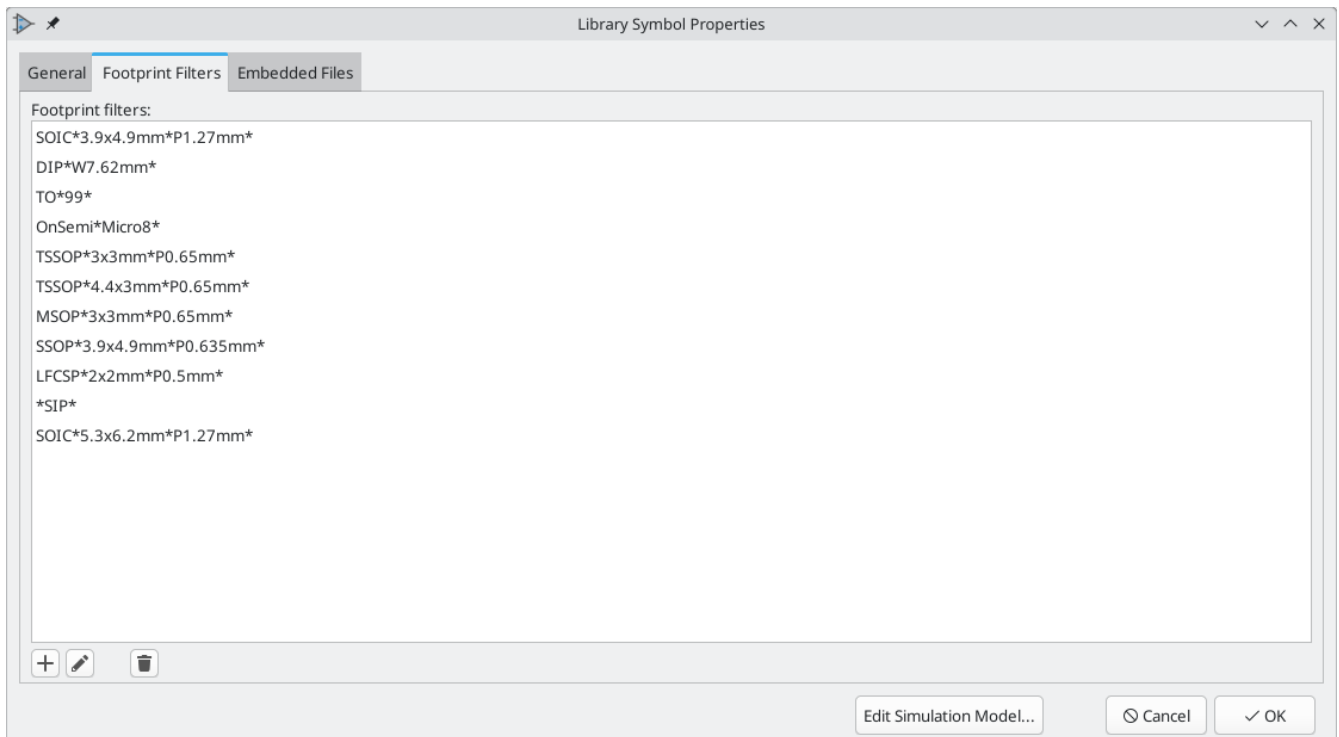 Library Symbol Properties
General Footprint Filters Embedded Files
Footprint filters:
SOIC*3.9x4.9mm*P1.27mm*
DIP*W7.62mm*
TO*99*
OnSemi*Micro8*
TSSOP*3x3mm*P0.65mm*
TSSOP*4.4x3mm*P0.65mm*
MSOP*3x3mm*P0.65mm*
SSOP*3.9x4.9mm*P0.635mm*
LFCSP*2x2mm*P0.5mm*
*SIP*
SOIC*5.3x6.2mm*P1.27mm*
Edit Simulation Model... Cancel OK